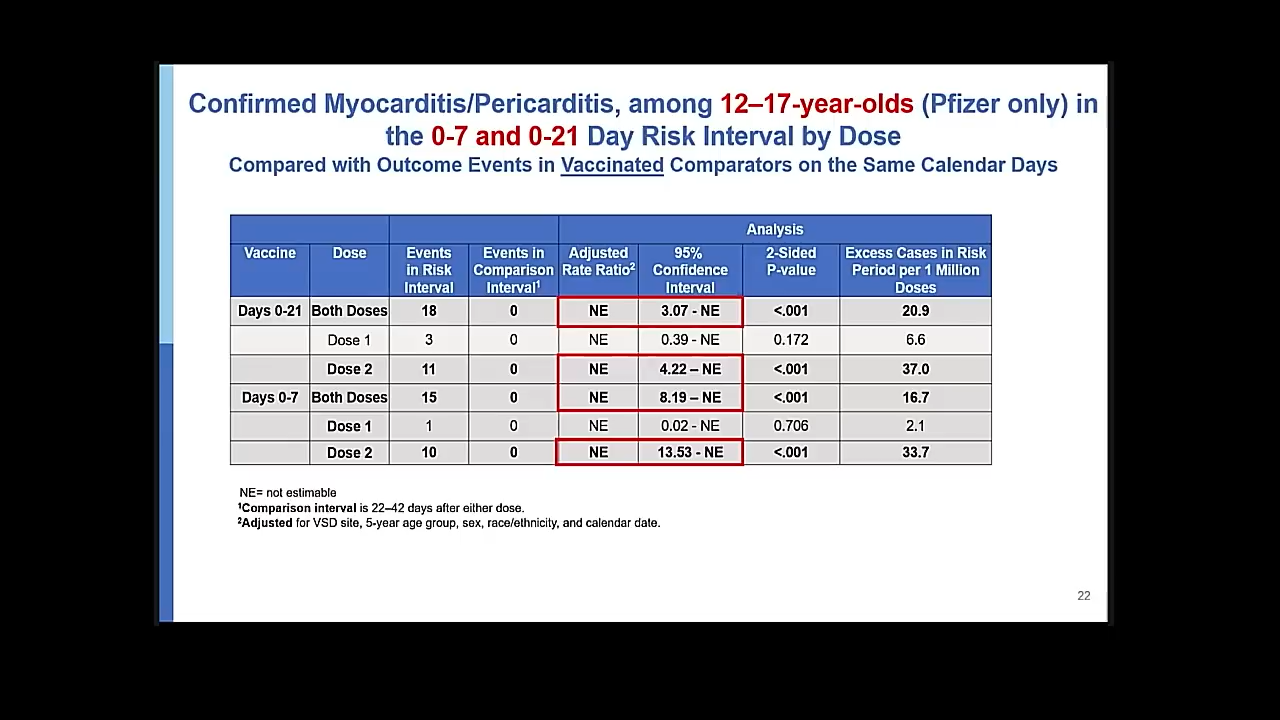 Confirmed Myocarditis/Pericarditis, among 12–17-year-olds (Pfizer only) in
the 0-7 and 0-21 Day Risk Interval by Dose
Compared with Outcome Events in Vaccinated Comparators on the Same Calendar Days
Analysis
Vaccine Dose Events in Risk Interval Events in Comparison Interval¹ Adjusted Rate Ratio² 95% Confidence Interval 2-Sided P-value Excess Cases in Risk Period per 1 Million Doses
Days 0-21 Both Doses 18 0 NE 3.07 - NE <.001 20.9
Dose 1 3 0 NE 0.39 - NE 0.172 6.6
Dose 2 11 0 NE 4.22 – NE <.001 37.0
Days 0-7 Both Doses 15 0 NE 8.19 – NE <.001 16.7
Dose 1 1 0 NE 0.02 - NE 0.706 2.1
Dose 2 10 0 NE 13.53 - NE <.001 33.7
NE= not estimable
¹Comparison interval is 22–42 days after either dose.
²Adjusted for VSD site, 5-year age group, sex, race/ethnicity, and calendar date.
22